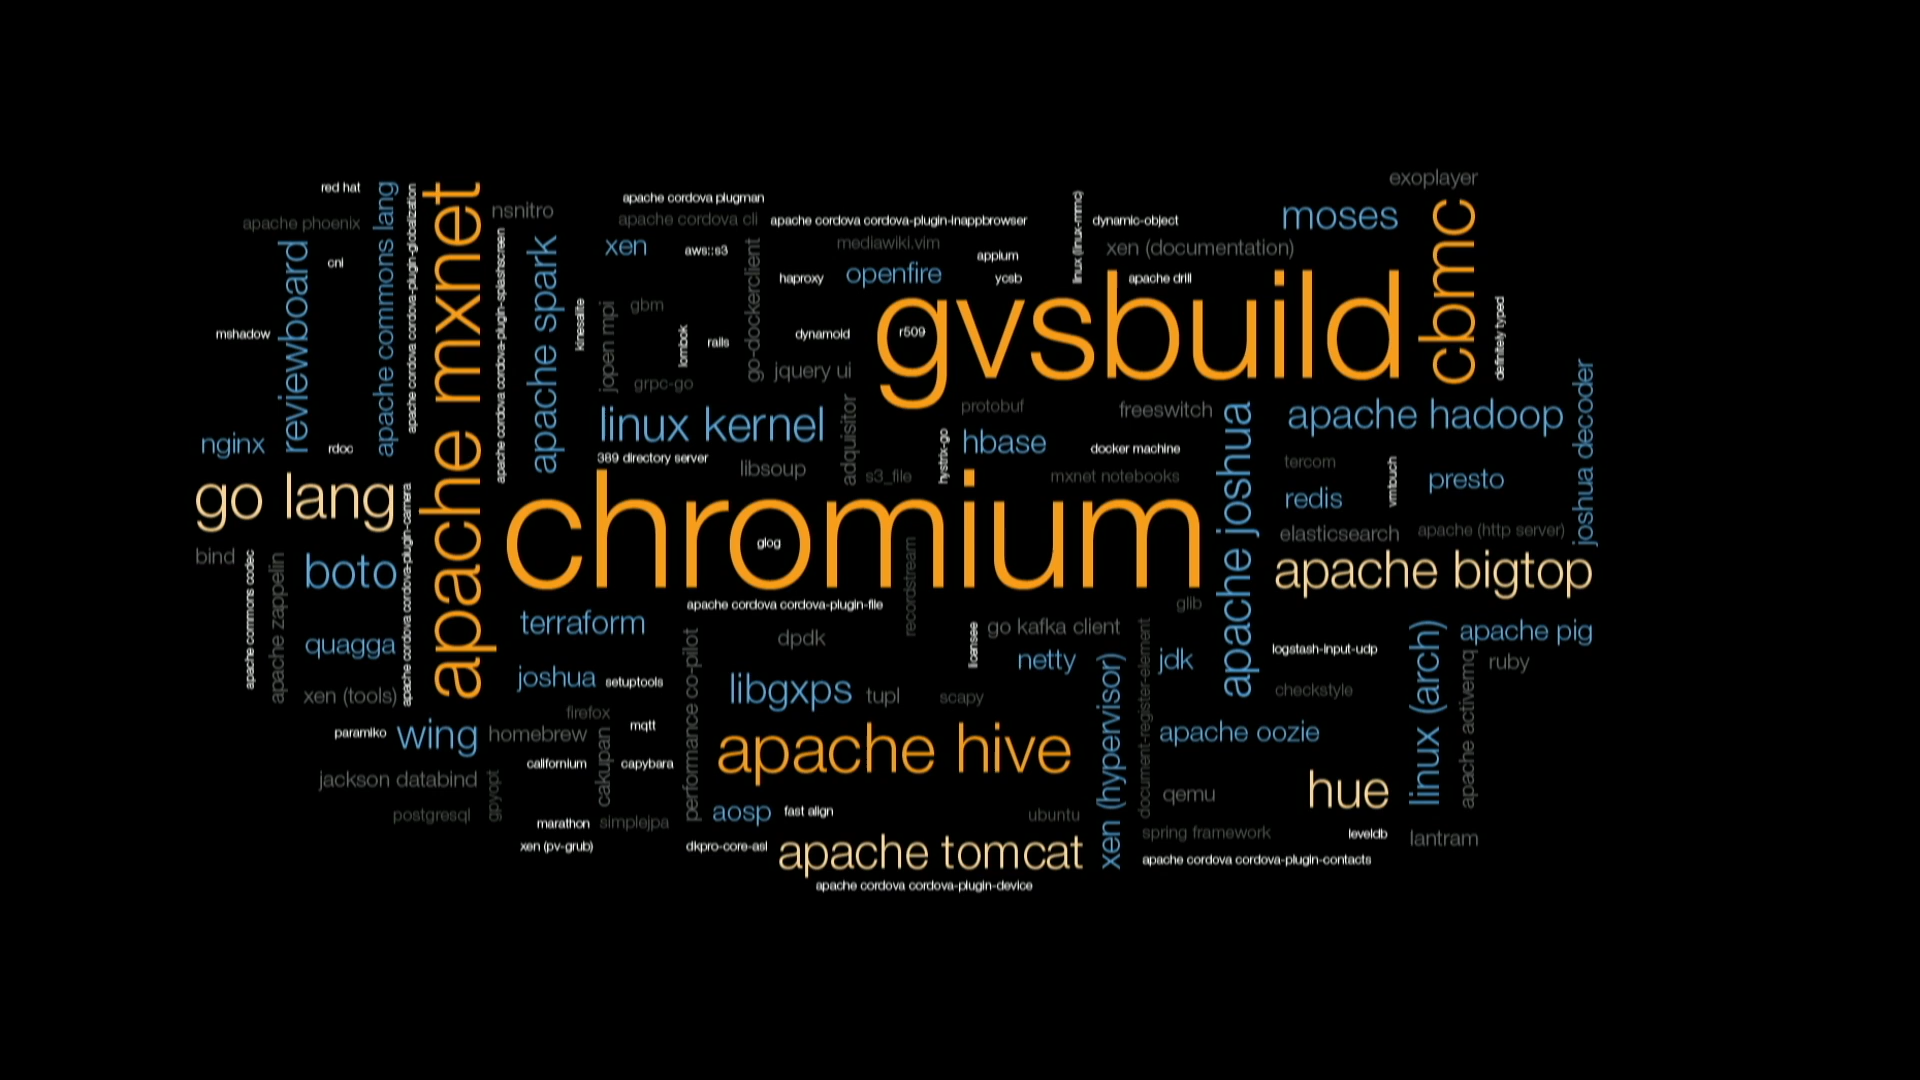 exoplayer
red hat
apache phoenix
cni
mshadow
reviewboard
apache commons lang
apache cordova cordova-plugin-globalization
apache mxnet
nsnitro
apache cordova cordova-plugin-splashscreen
apache spark
kinesalite
apache cordova plugman
apache cordova cli
apache cordova cordova-plugin-inappbrowser
xen
aws::s3
mediawiki.vim
go-dockerclient
haproxy
openfire
gbm
jopen mpi
lombok
rails
dynamoid
r509
grpc-go
jquery ui
applum
ycsb
linux (linux-mmc)
dynamic-object
xen (documentation)
apache drill
moses
cbmc
gvsbuild
definitely typed
nginx
rdoc
linux kernel
389 directory server
libsoup
adquisitor
s3_file
protobuf
freeswitch
hbase
hystrix-go
docker machine
mxnet notebooks
apache joshua
apache hadoop
joshua decoder
tercom
vmtouch
presto
redis
elasticsearch
apache (http server)
go lang
apache cordova cordova-plugin-camera
chromium
glog
apache bigtop
bind
apache commons codec
apache zappelin
boto
quagga
xen (tools)
terraform
apache cordova cordova-plugin-file
recordstream
glib
dpdk
licensee
go kafka client
netty
jdk
document-register-element
logstash-input-udp
linux (arch)
apache pig
apache activemq
ruby
checkstyle
joshua
setuptools
performance co-pilot
libgxps
tupl
scapy
xen (hypervisor)
firefox
mqtt
paramiko
wing
homebrew
cakupan
californium
capybara
apache hive
apache oozie
jackson databind
gpyopt
postgresql
marathon
simplejpa
aosp
fast align
ubuntu
qemu
hue
spring framework
leveldb
lantram
xen (pv-grub)
dkpro-core-asl
apache tomcat
apache cordova cordova-plugin-contacts
apache cordova cordova-plugin-device